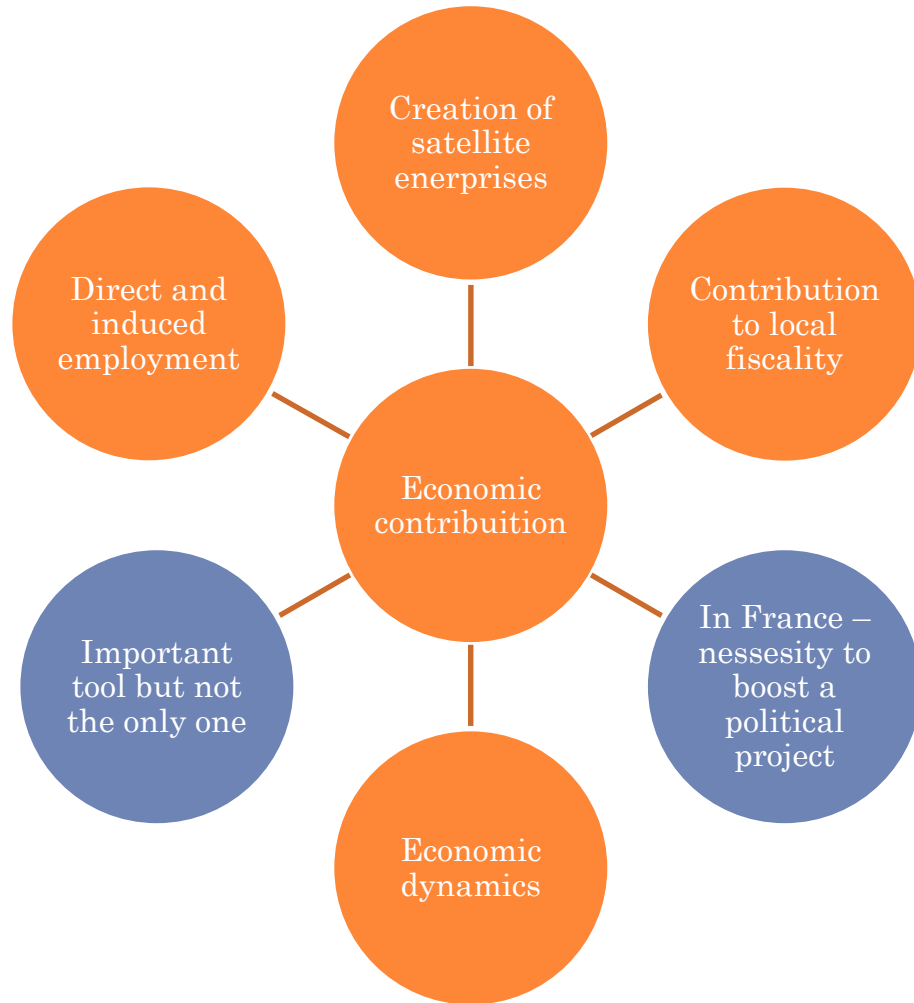 Creation of
satellite
enerprises
Direct and
induced
employment
Contribution
to local
fiscality
Economic
contribuition
Important
tool but not
the only one
In France –
nessesity to
boost a
political
project
Economic
dynamics